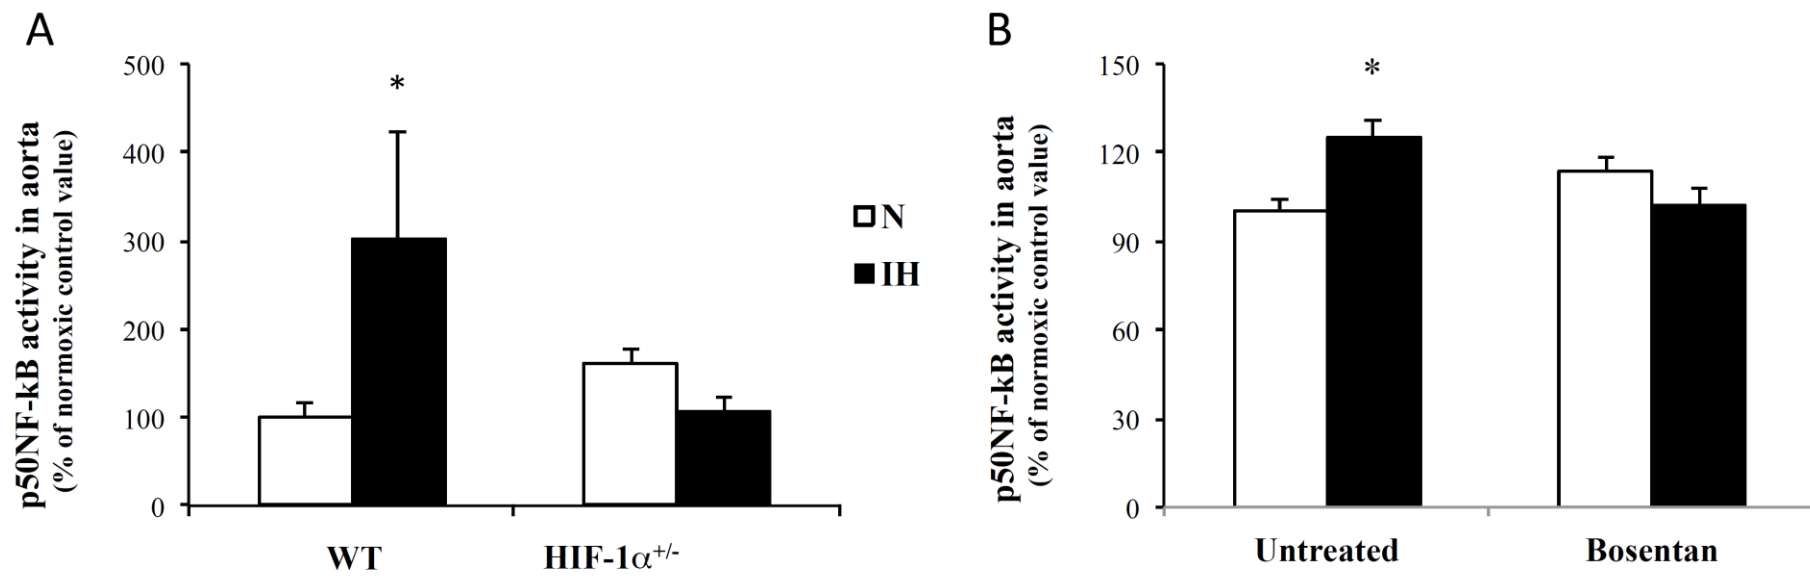 A
p50NF-kB activity in aorta
(% of normoxic control value)
500
400
300
200
100
0
*
WT
HIF-1α+/-
N
IH
B
p50NF-kB activity in aorta
(% of normoxic control value)
150
120
90
60
30
0
*
Untreated
Bosentan